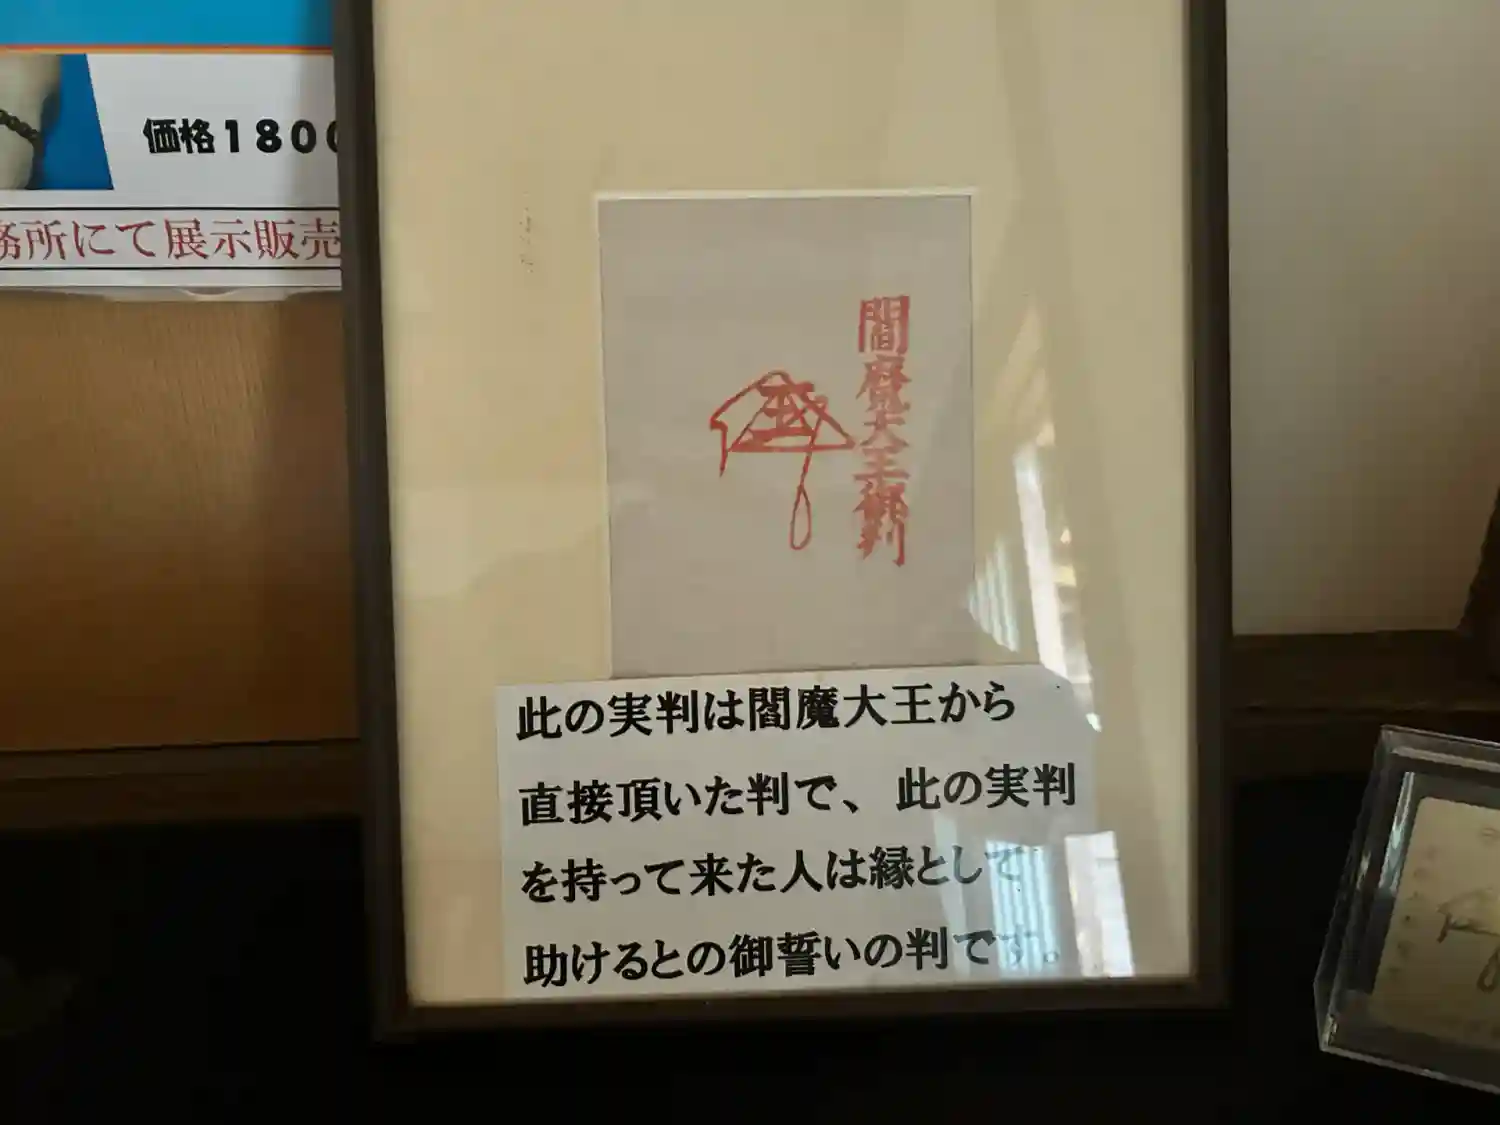 価格1800
務所にて展示販売
閻魔大王御判
此の実判は閻魔大王から
直接頂いた判で、此の実判
を持って来た人は縁として
助けるとの御誓いの判です。